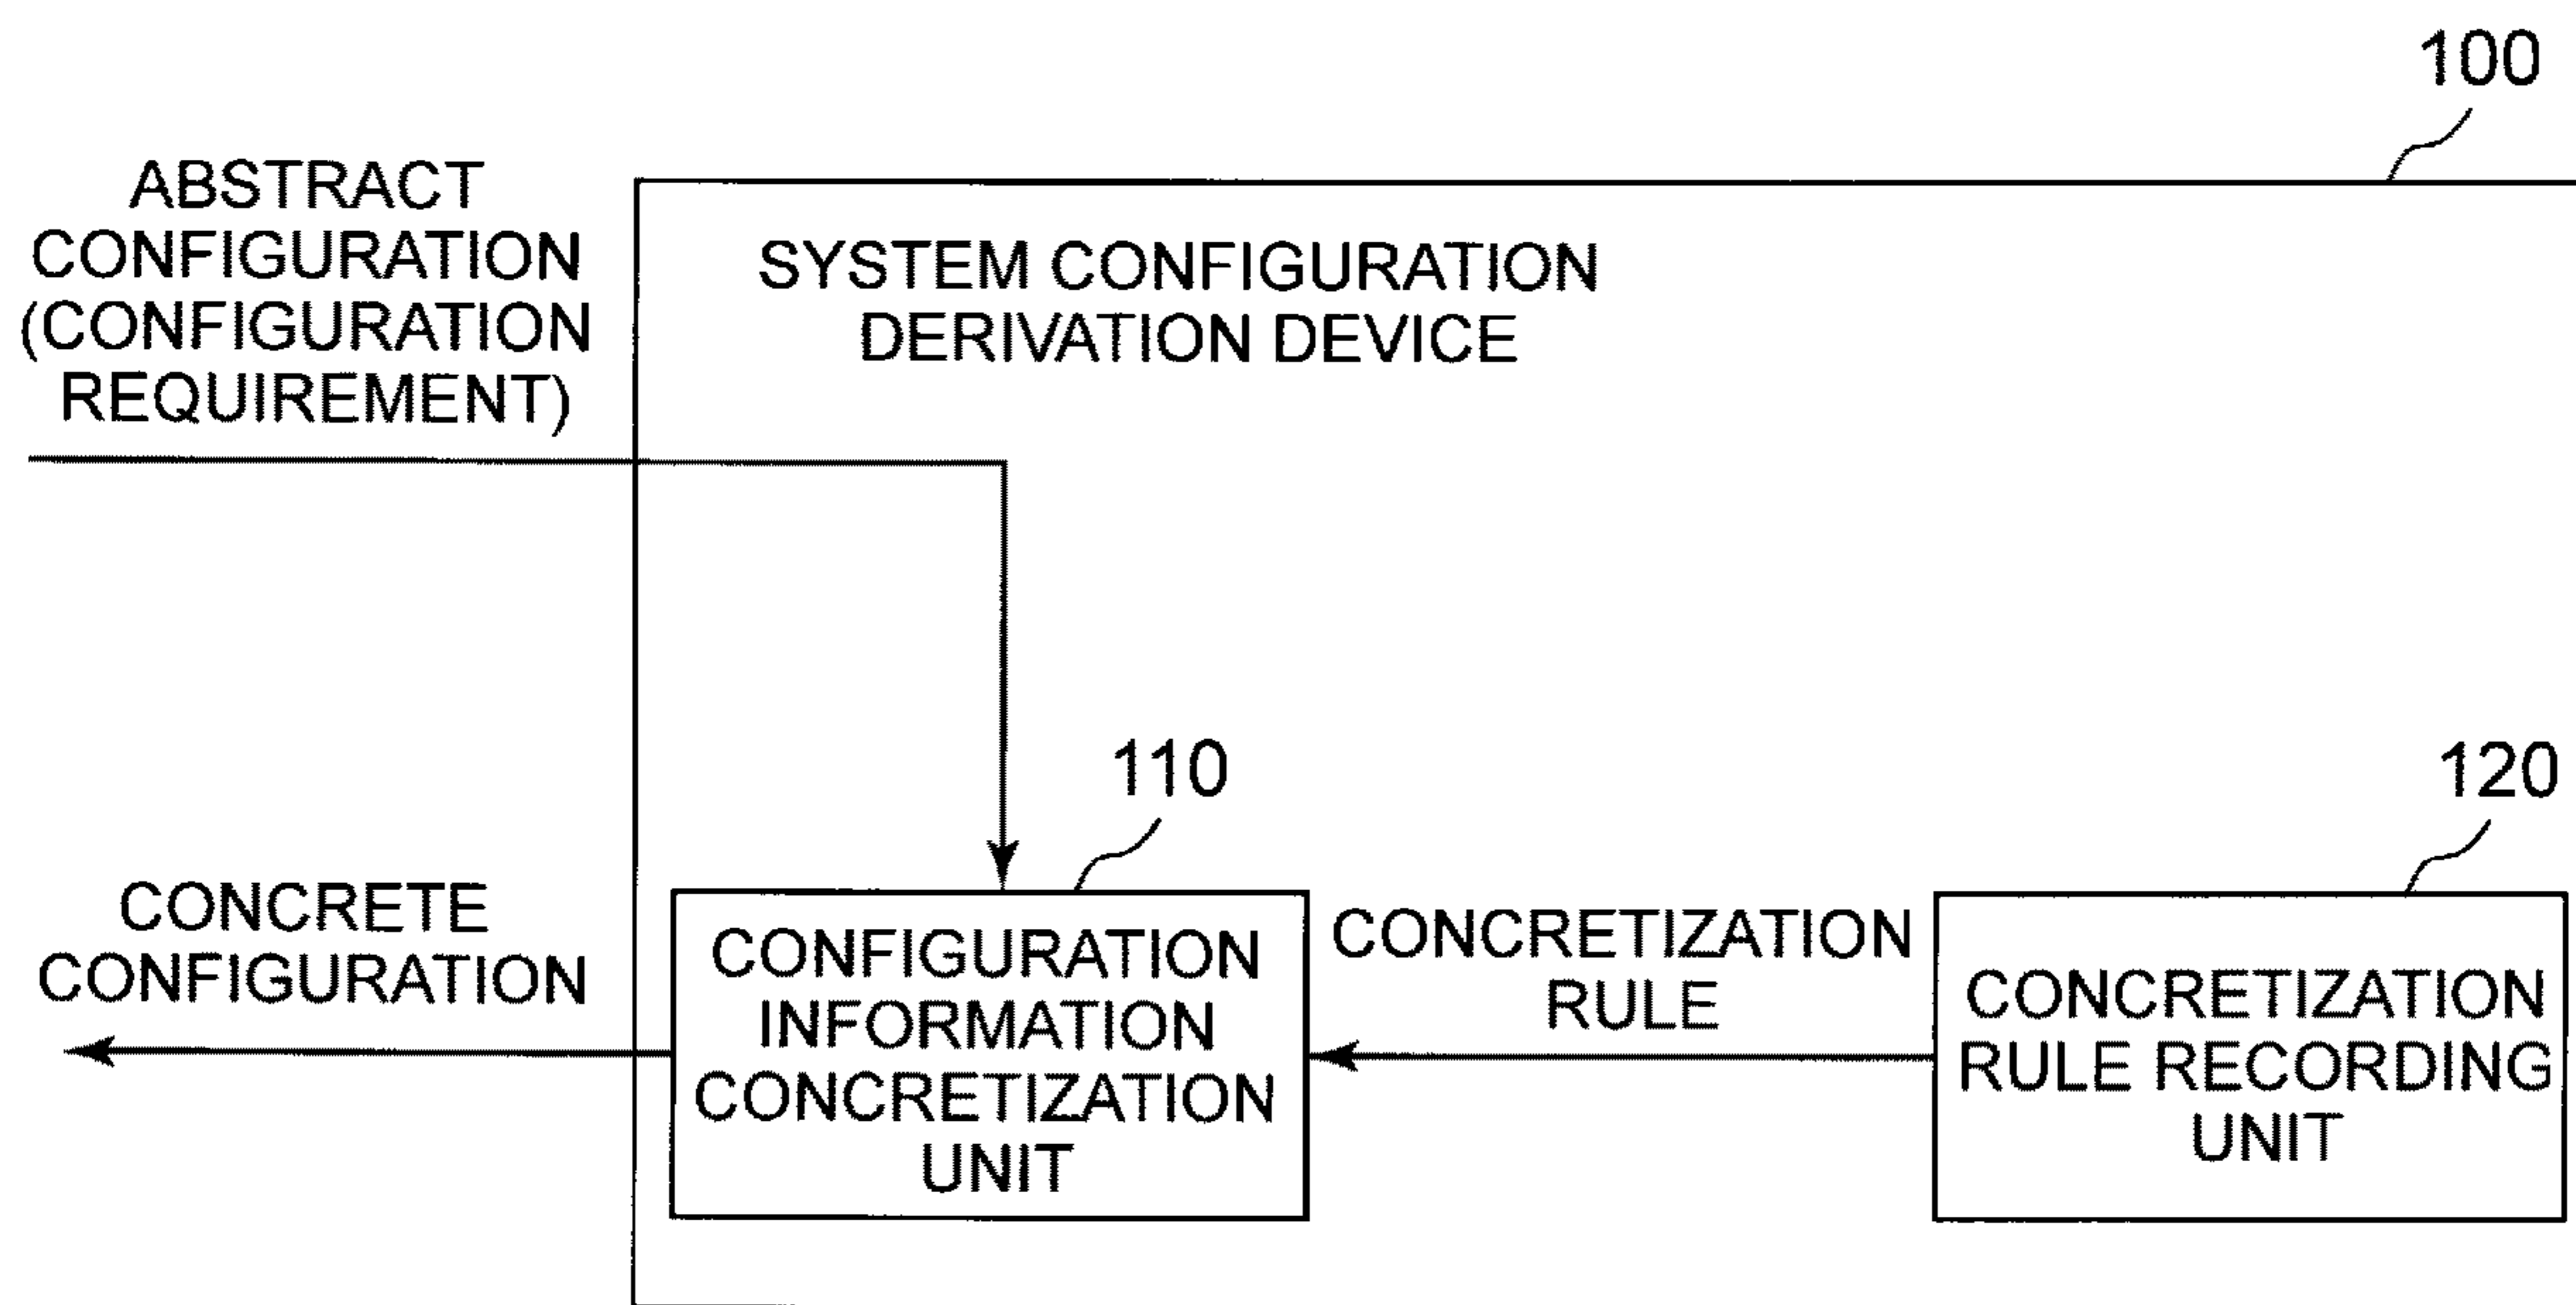 100
ABSTRACT
CONFIGURATION
(CONFIGURATION
REQUIREMENT)
SYSTEM CONFIGURATION
DERIVATION DEVICE
110
120
CONCRETE
CONFIGURATION
CONFIGURATION
INFORMATION
CONCRETIZATION
UNIT
CONCRETIZATION
RULE
CONCRETIZATION
RULE RECORDING
UNIT